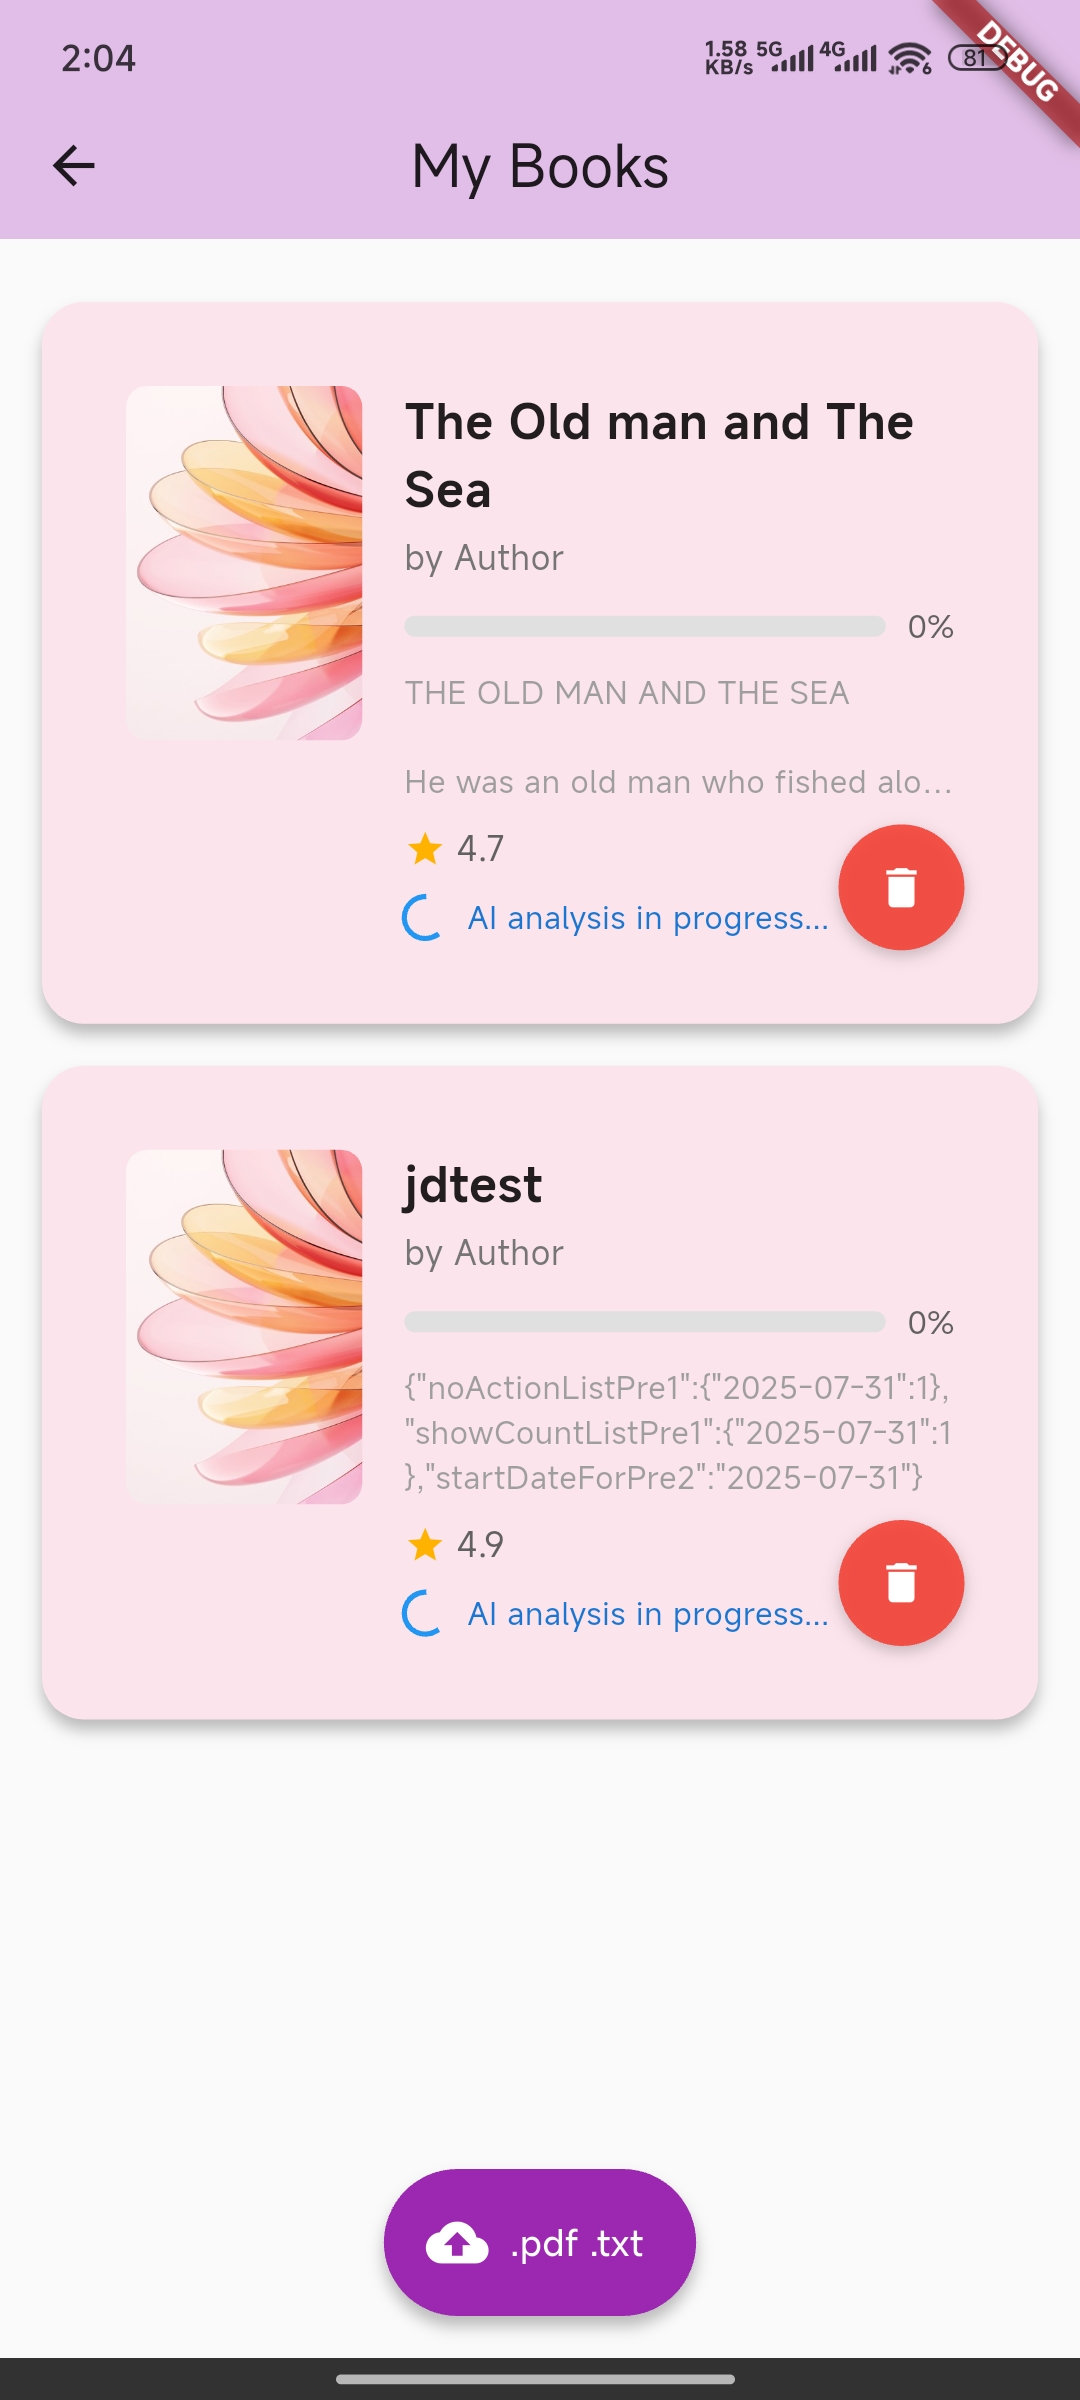 2:04
1.58
KB/s
5G
4G
6
81
DEBUG
My Books
The Old man and The
Sea
by Author
0%
THE OLD MAN AND THE SEA
He was an old man who fished alo...
4.7
AI analysis in progress...
jdtest
by Author
0%
{"noActionListPre1":{"2025-07-31":1},
"showCountListPre1":{"2025-07-31":1
},"startDateForPre2":"2025-07-31"}
4.9
AI analysis in progress...
.pdf .txt